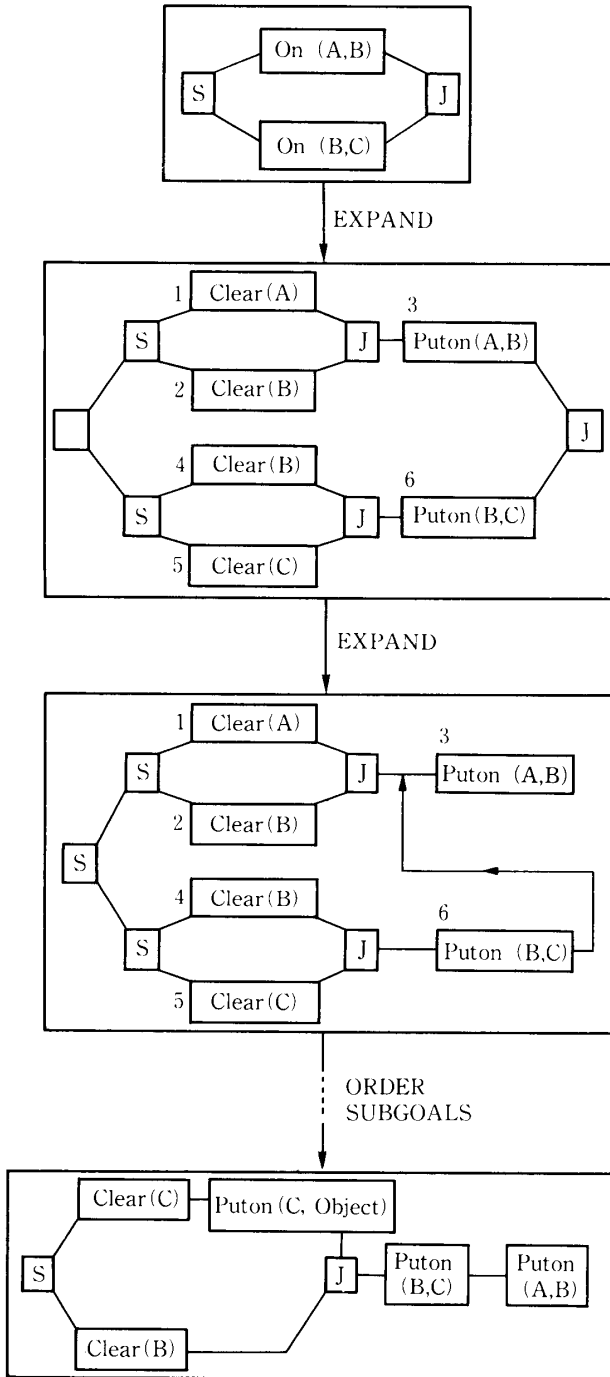 On (A,B)
S
J
On (B,C)
EXPAND
1
Clear(A)
3
S
J
Puton(A,B)
2
Clear(B)
J
4
Clear(B)
6
S
J
Puton(B,C)
5
Clear(C)
EXPAND
1
Clear(A)
3
S
J
Puton (A,B)
2
Clear(B)
S
4
Clear(B)
6
S
J
Puton (B,C)
5
Clear(C)
ORDER
SUBGOALS
Clear(C)
Puton(C, Object)
S
J
Puton
(B,C)
Puton
(A,B)
Clear(B)